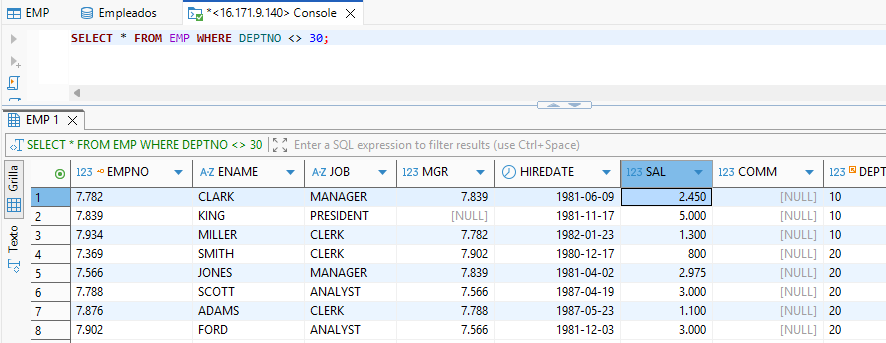 EMP Empleados *<16.171.9.140> Console
SELECT * FROM EMP WHERE DEPTNO <> 30;
EMP 1
SELECT * FROM EMP WHERE DEPTNO <> 30 Enter a SQL expression to filter results (use Ctrl+Space)
Grilla
Texto
123 EMPNO A-Z ENAME A-Z JOB 123 MGR HIREDATE 123 SAL 123 COMM 123 DEPT
1 7.782 CLARK MANAGER 7.839 1981-06-09 2.450 [NULL] 10
2 7.839 KING PRESIDENT [NULL] 1981-11-17 5.000 [NULL] 10
3 7.934 MILLER CLERK 7.782 1982-01-23 1.300 [NULL] 10
4 7.369 SMITH CLERK 7.902 1980-12-17 800 [NULL] 20
5 7.566 JONES MANAGER 7.839 1981-04-02 2.975 [NULL] 20
6 7.788 SCOTT ANALYST 7.566 1987-04-19 3.000 [NULL] 20
7 7.876 ADAMS CLERK 7.788 1987-05-23 1.100 [NULL] 20
8 7.902 FORD ANALYST 7.566 1981-12-03 3.000 [NULL] 20